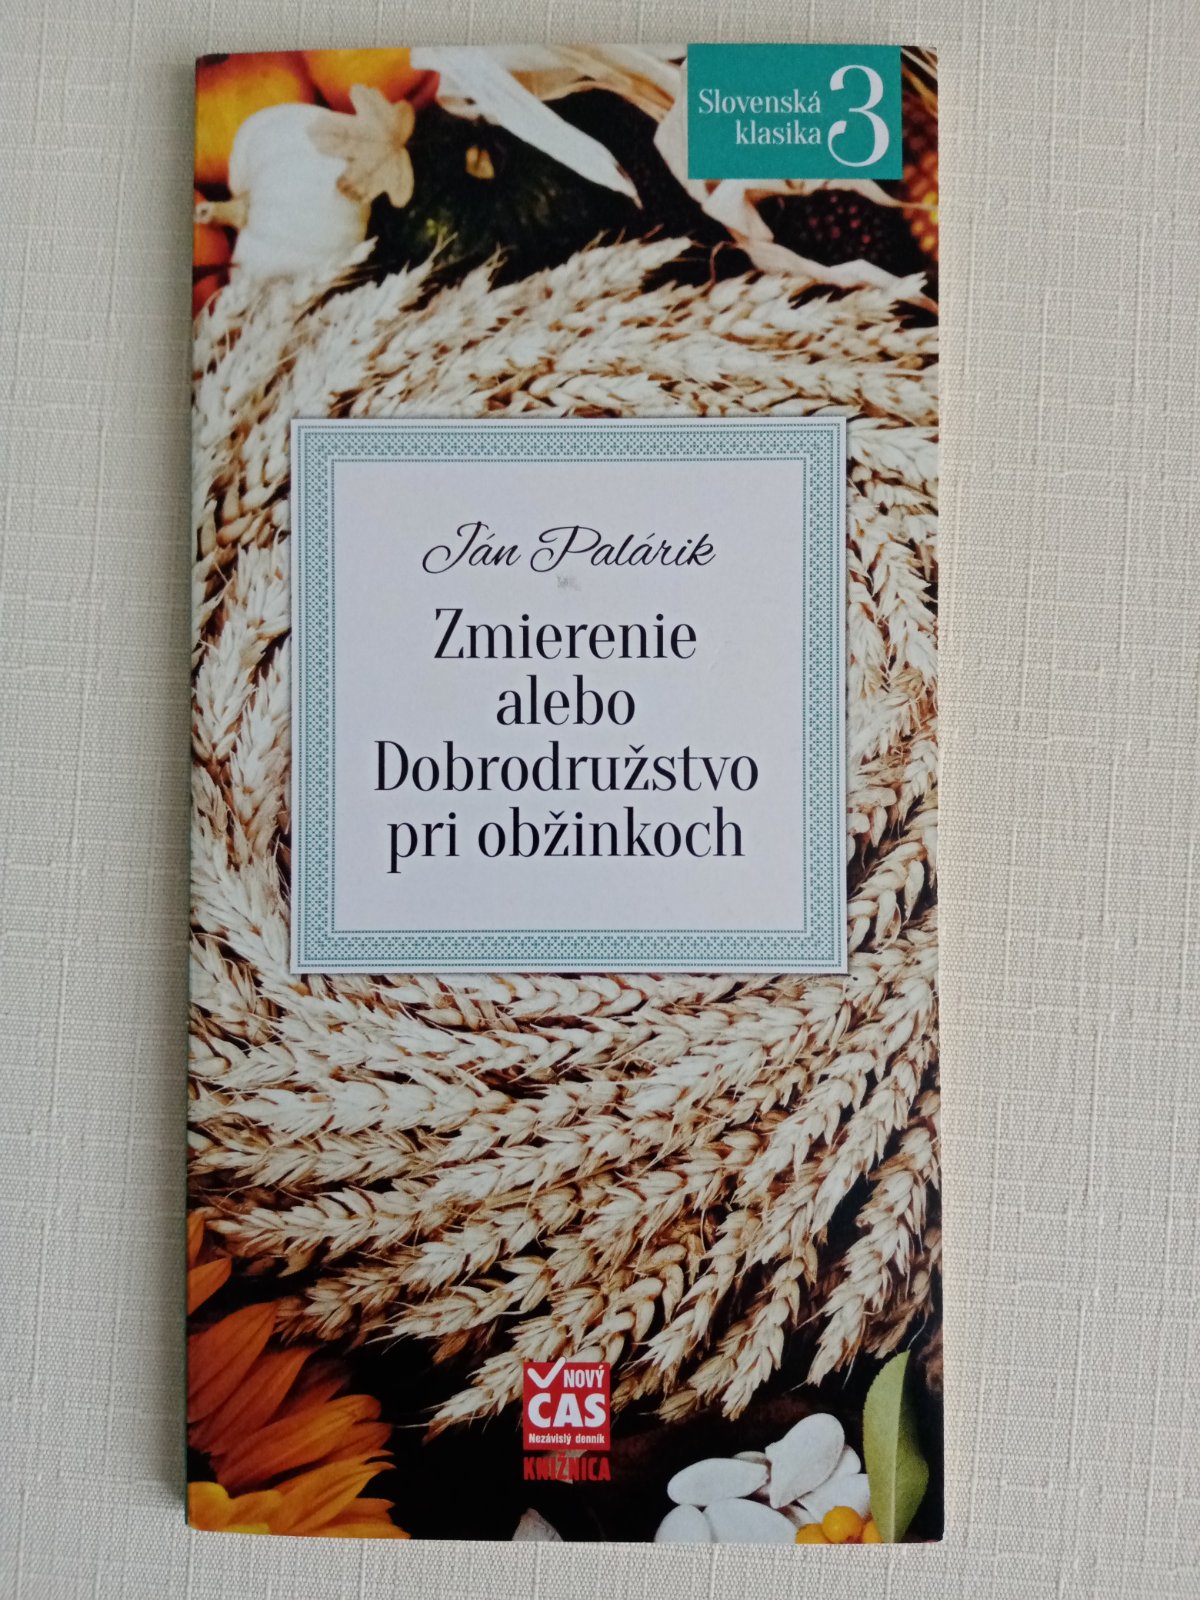 Slovenská
klasika 3
Ján Palárik
Zmierenie
alebo
Dobrodružstvo
pri obžinkoch
NOVÝ
ČAS
Nezávislý denník
KNIŽNICA